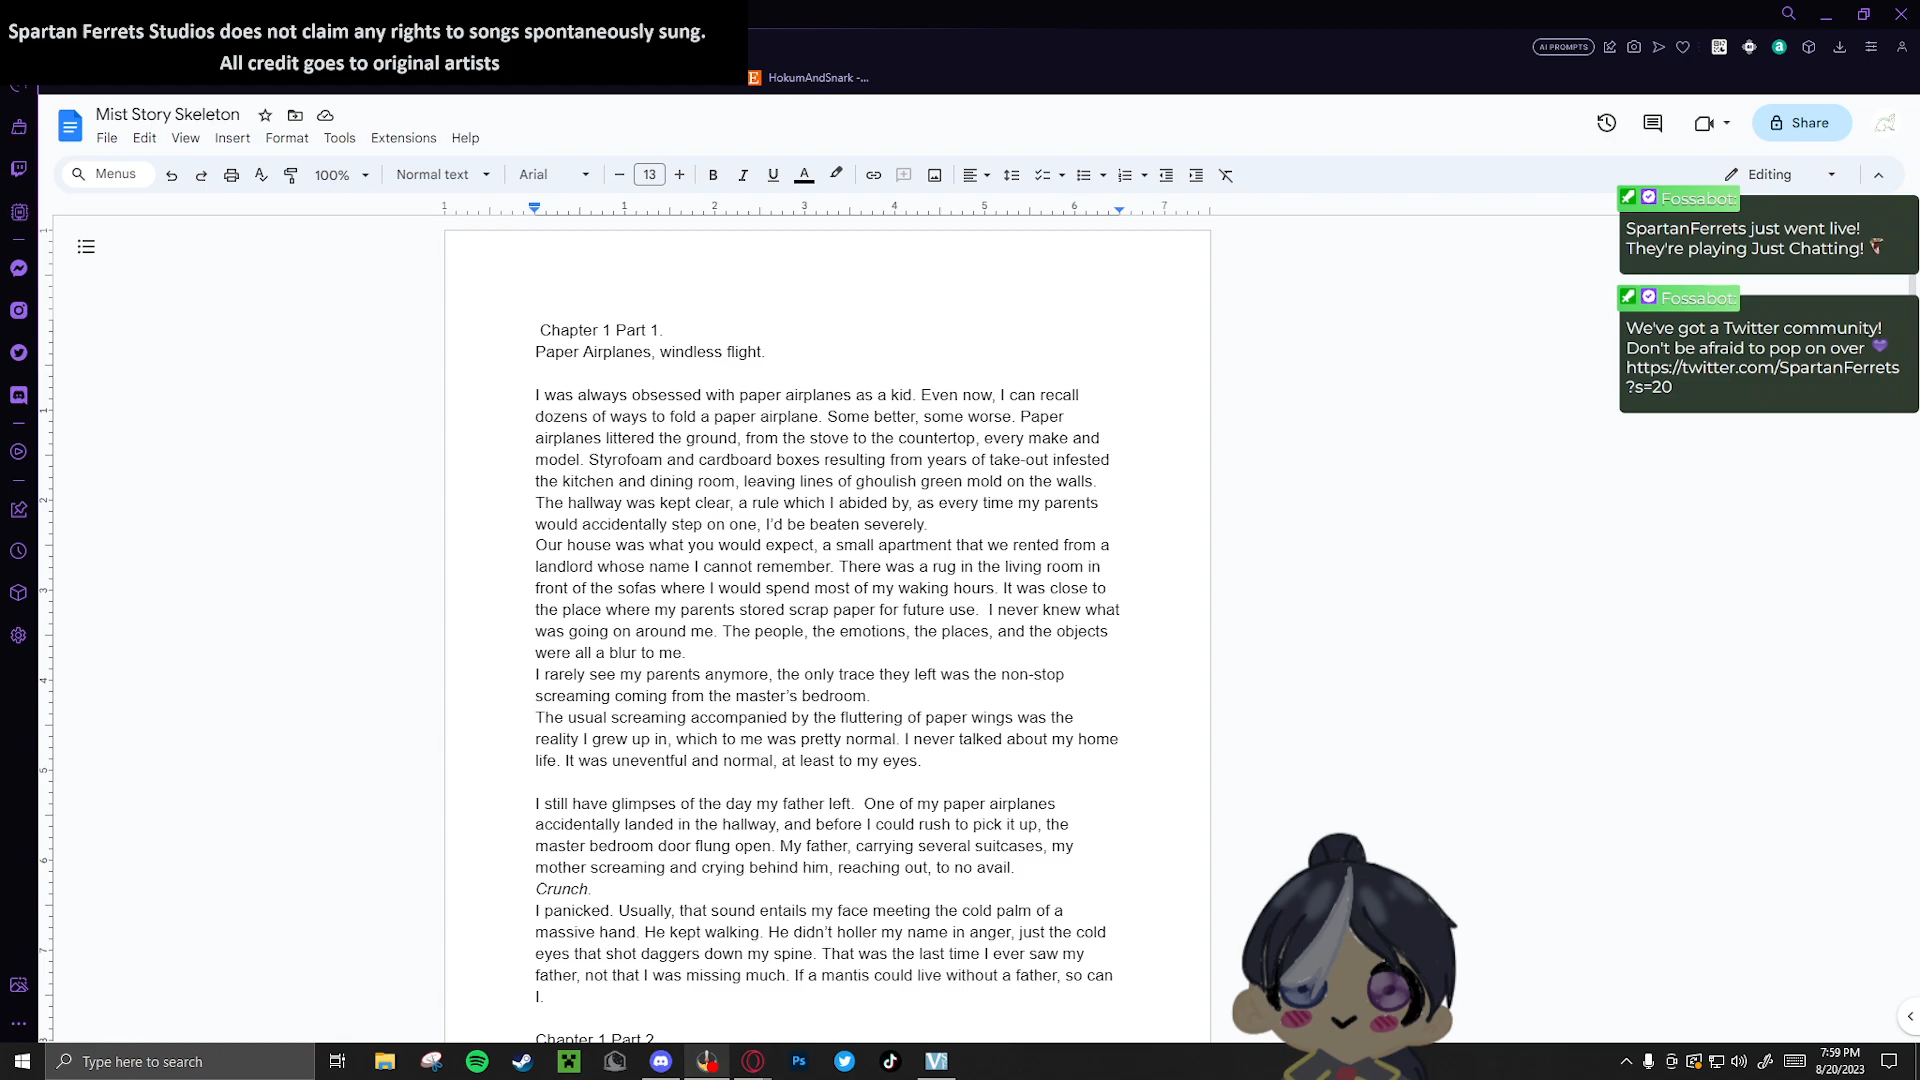 Spartan Ferrets Studios does not claim any rights to songs spontaneously sung.
All credit goes to original artists
AI PROMPTS
HokumAndSnark -...
Mist Story Skeleton
File Edit View Insert Format Tools Extensions Help
Share
Menus 100% Normal text Arial 13 Editing
1 1 2 3 4 5 6 7
Fossabot:
SpartanFerrets just went live!
They're playing Just Chatting!
Fossabot:
We've got a Twitter community!
Don't be afraid to pop on over
https://twitter.com/SpartanFerrets
?s=20
Chapter 1 Part 1.
Paper Airplanes, windless flight.
I was always obsessed with paper airplanes as a kid. Even now, I can recall
dozens of ways to fold a paper airplane. Some better, some worse. Paper
airplanes littered the ground, from the stove to the countertop, every make and
model. Styrofoam and cardboard boxes resulting from years of take-out infested
the kitchen and dining room, leaving lines of ghoulish green mold on the walls.
The hallway was kept clear, a rule which I abided by, as every time my parents
would accidentally step on one, I’d be beaten severely.
Our house was what you would expect, a small apartment that we rented from a
landlord whose name I cannot remember. There was a rug in the living room in
front of the sofas where I would spend most of my waking hours. It was close to
the place where my parents stored scrap paper for future use.  I never knew what
was going on around me. The people, the emotions, the places, and the objects
were all a blur to me.
I rarely see my parents anymore, the only trace they left was the non-stop
screaming coming from the master’s bedroom.
The usual screaming accompanied by the fluttering of paper wings was the
reality I grew up in, which to me was pretty normal. I never talked about my home
life. It was uneventful and normal, at least to my eyes.
I still have glimpses of the day my father left.  One of my paper airplanes
accidentally landed in the hallway, and before I could rush to pick it up, the
master bedroom door flung open. My father, carrying several suitcases, my
mother screaming and crying behind him, reaching out, to no avail.
Crunch.
I panicked. Usually, that sound entails my face meeting the cold palm of a
massive hand. He kept walking. He didn’t holler my name in anger, just the cold
eyes that shot daggers down my spine. That was the last time I ever saw my
father, not that I was missing much. If a mantis could live without a father, so can
I.
Chapter 1 Part 2
Type here to search
Ps
7:59 PM
8/20/2023